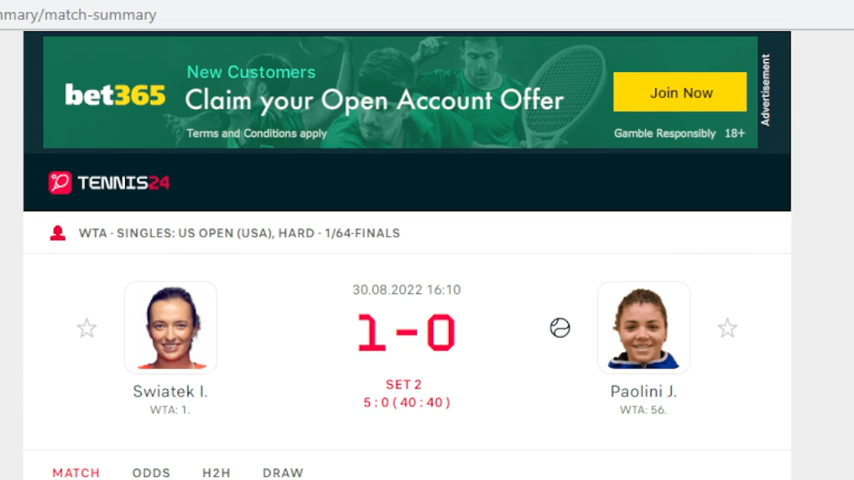 mmary/match-summary
New Customers
bet365
Claim your Open Account Offer
Join Now
Terms and Conditions apply
Gamble Responsibly 18+
Advertisement
TENNIS24
WTA - SINGLES: US OPEN (USA), HARD - 1/64-FINALS
30.08.2022 16:10
1-0
Swiatek I.
WTA: 1.
SET 2
5 : 0 ( 40 : 40 )
Paolini J.
WTA: 56.
MATCH ODDS H2H DRAW